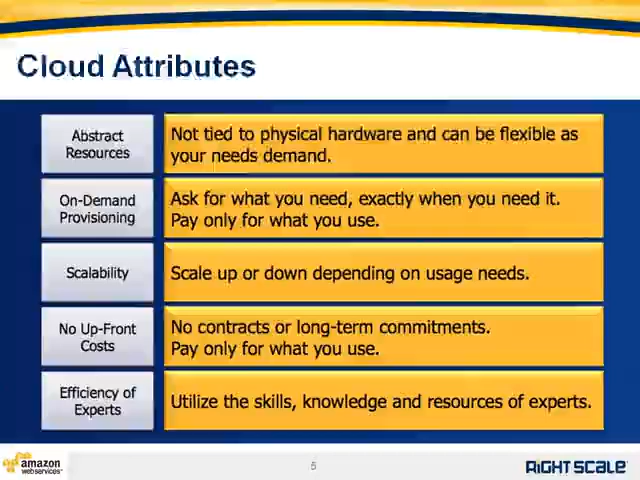 Cloud Attributes
Abstract
Resources
Not tied to physical hardware and can be flexible as
your needs demand.
On-Demand
Provisioning
Ask for what you need, exactly when you need it.
Pay only for what you use.
Scalability
Scale up or down depending on usage needs.
No Up-Front
Costs
No contracts or long-term commitments.
Pay only for what you use.
Efficiency of
Experts
Utilize the skills, knowledge and resources of experts.
amazon
webservices
5
RIGHTSCALE